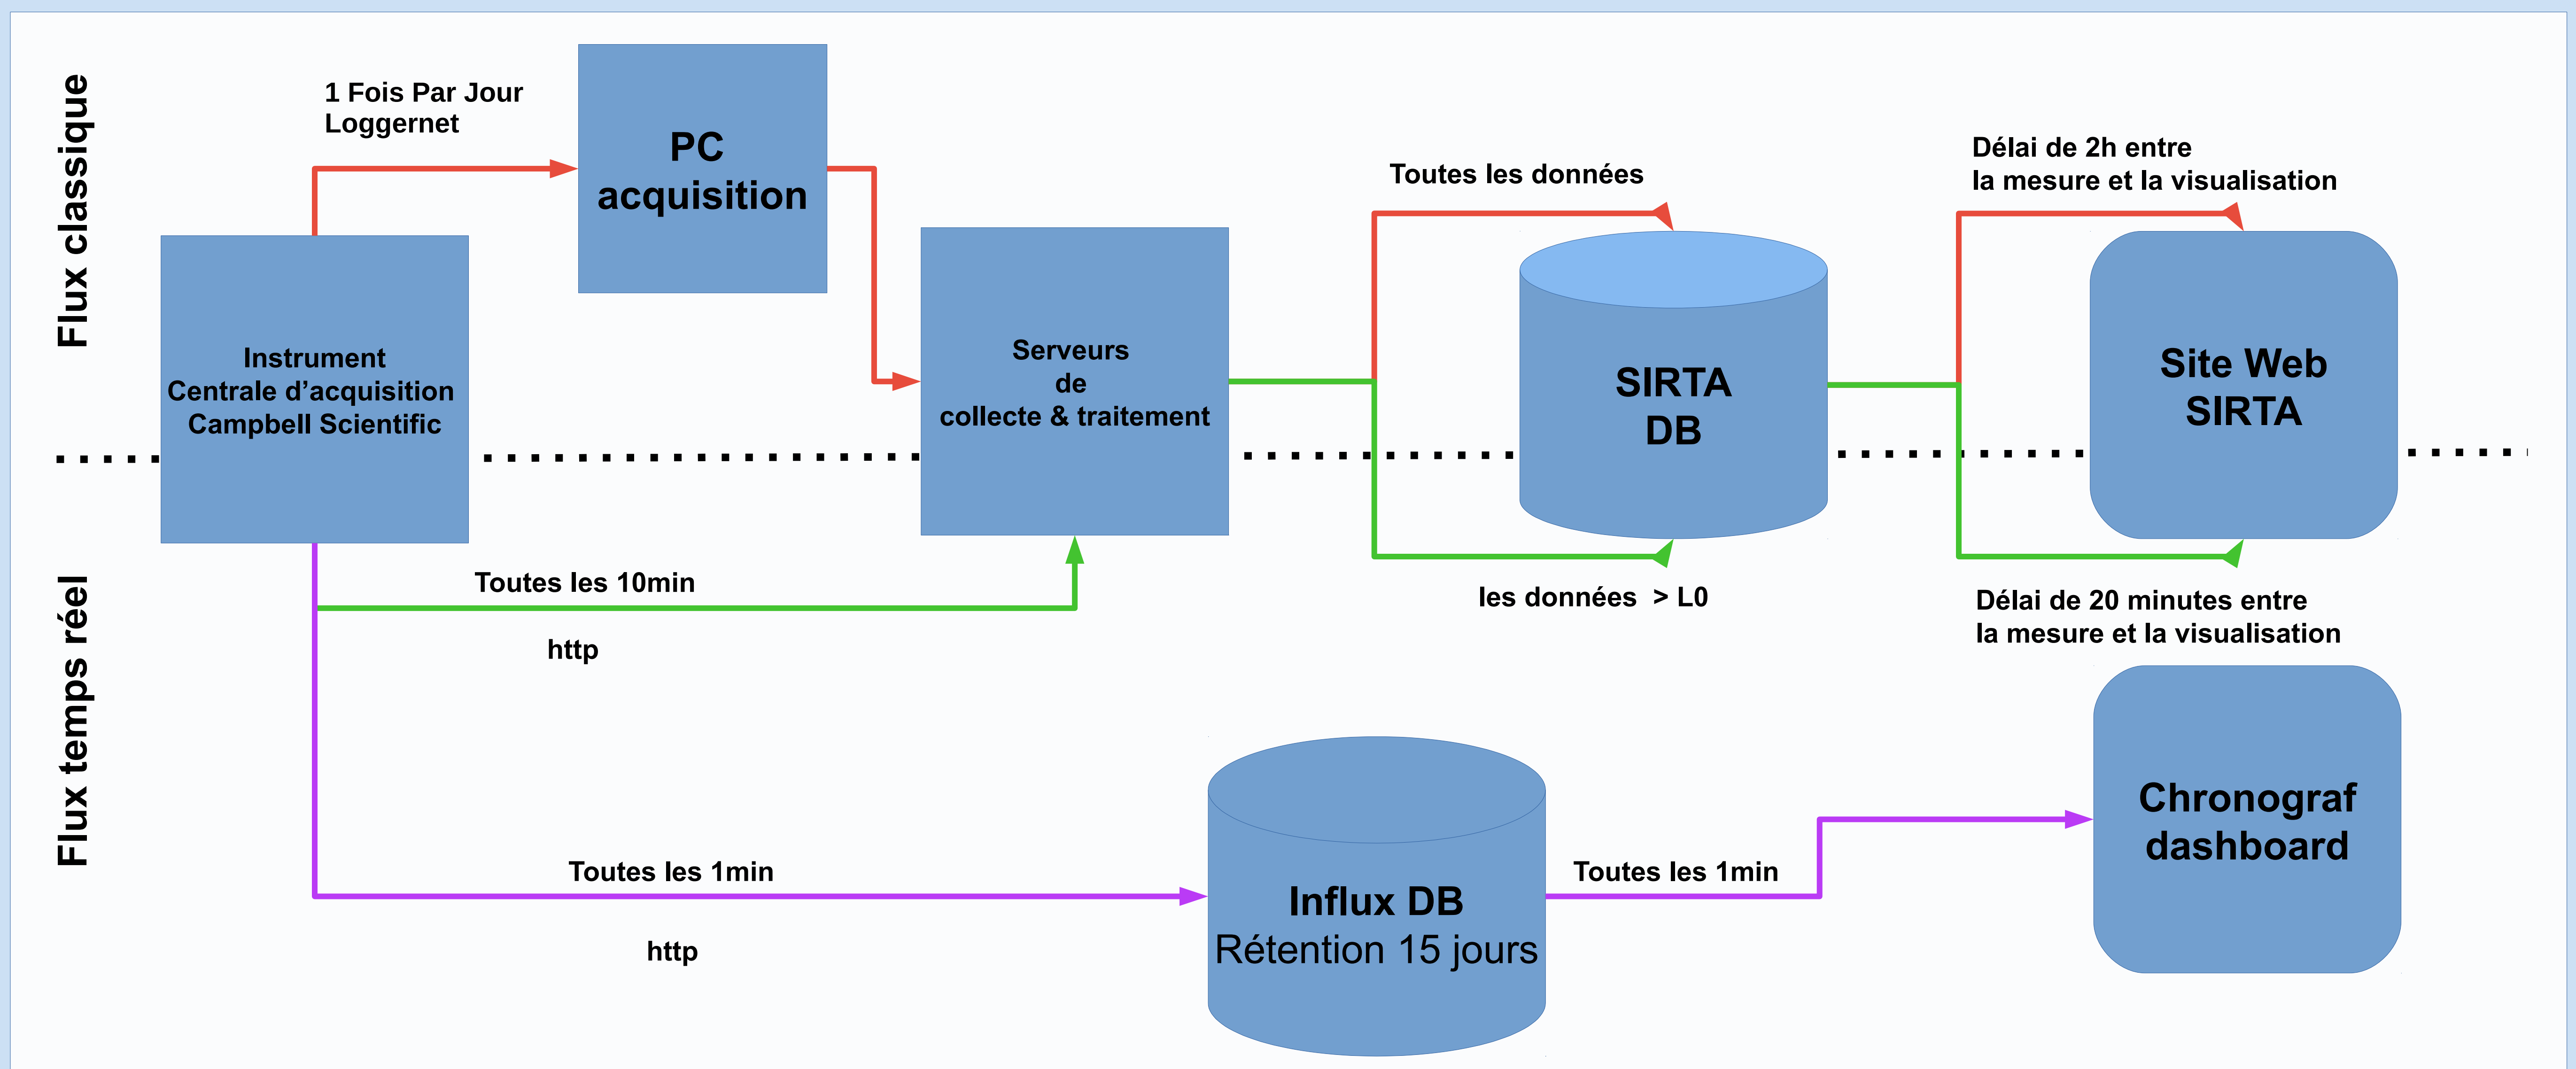 Flux classique
1 Fois Par Jour
Loggernet
PC
acquisition
Instrument
Centrale d’acquisition
Campbell Scientific
Serveurs
de
collecte & traitement
Toutes les données
SIRTA
DB
Délai de 2h entre
la mesure et la visualisation
Site Web
SIRTA
Flux temps réel
Toutes les 10min
http
les données  > L0
Délai de 20 minutes entre
la mesure et la visualisation
Toutes les 1min
http
Influx DB
Rétention 15 jours
Toutes les 1min
Chronograf
dashboard